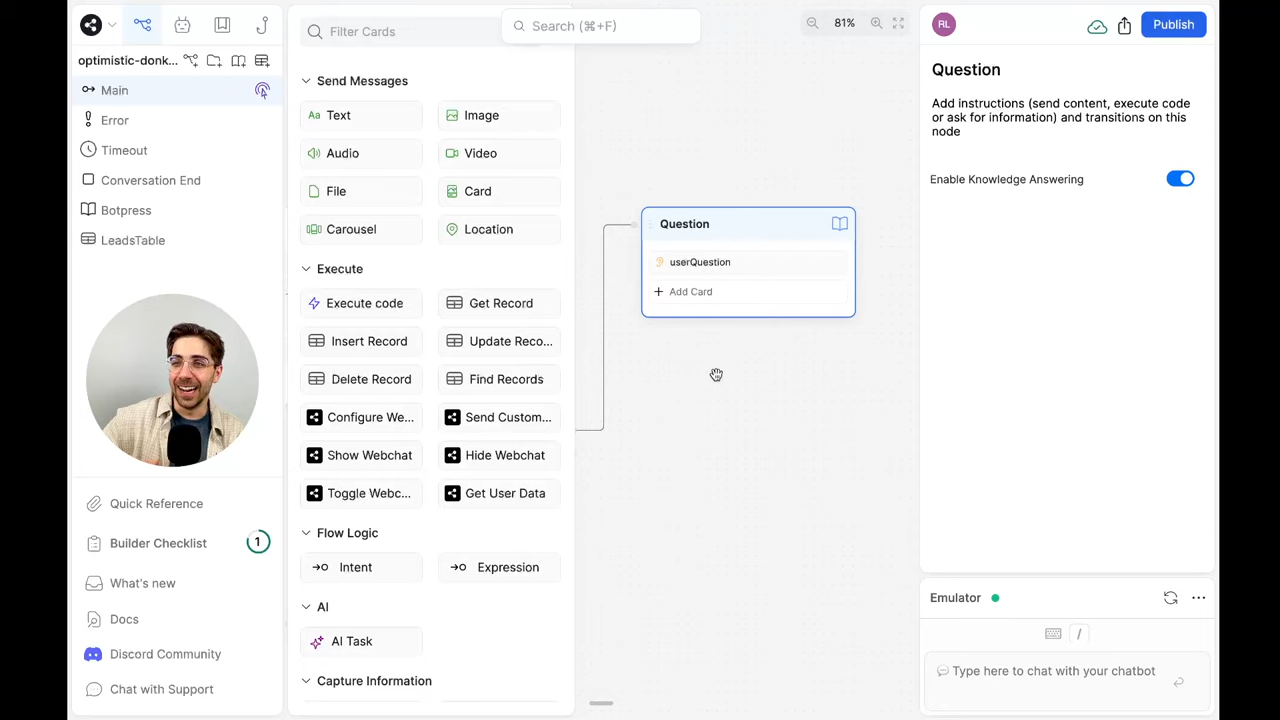 Filter Cards
Search (⌘+F)
81%
RL
Publish
optimistic-donk...
Main
Error
Timeout
Conversation End
Botpress
LeadsTable
Quick Reference
Builder Checklist
1
What's new
Docs
Discord Community
Chat with Support
Send Messages
Aa Text
Image
Audio
Video
File
Card
Carousel
Location
Execute
Execute code
Get Record
Insert Record
Update Reco...
Delete Record
Find Records
Configure We...
Send Custom...
Show Webchat
Hide Webchat
Toggle Webc...
Get User Data
Flow Logic
Intent
Expression
AI
AI Task
Capture Information
Question
userQuestion
+ Add Card
Question
Add instructions (send content, execute code
or ask for information) and transitions on this
node
Enable Knowledge Answering
Emulator
/
Type here to chat with your chatbot